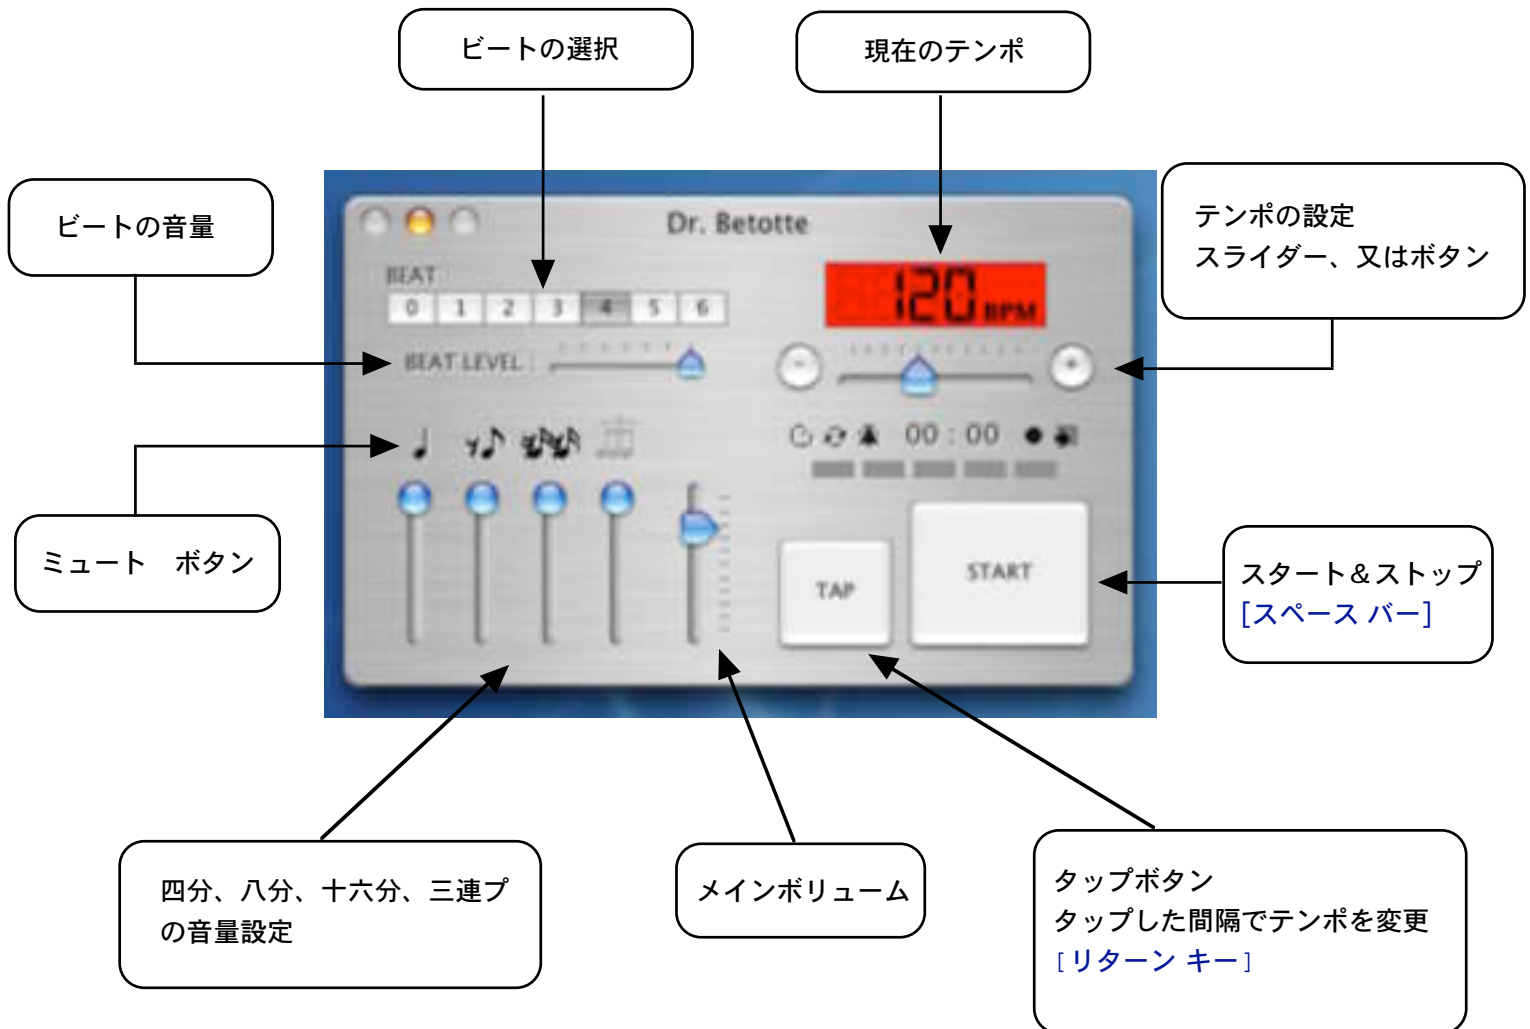 ビートの選択
現在のテンポ
ビートの音量
テンポの設定
スライダー、又はボタン
Dr. Betotte
BEAT
0 1 2 3 4 5 6
120 BPM
BEAT LEVEL :
- +
00 : 00
ミュート　ボタン
TAP
START
スタート＆ストップ
［スペース バー］
四分、八分、十六分、三連プ
の音量設定
メインボリューム
タップボタン
タップした間隔でテンポを変更
［リターン キー］